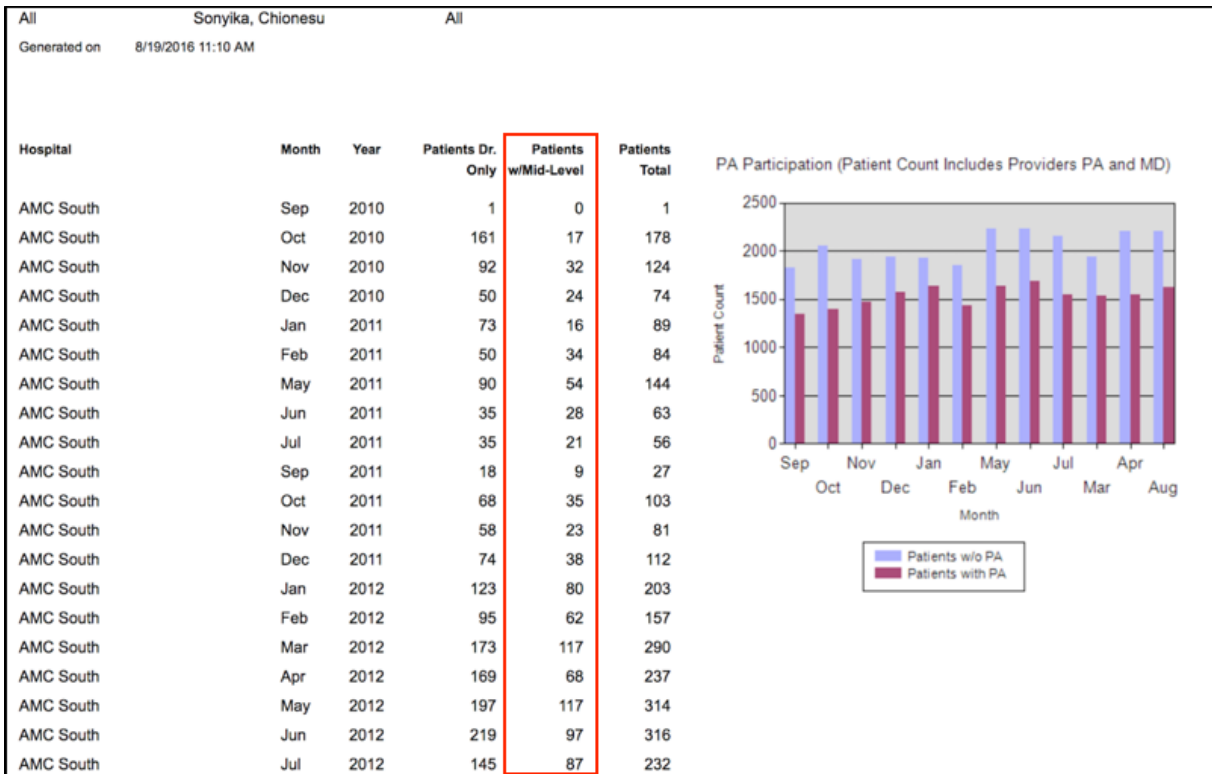 All Sonyika, Chionesu All
Generated on 8/19/2016 11:10 AM
Hospital Month Year Patients Dr. Only Patients w/Mid-Level Patients Total
AMC South Sep 2010 1 0 1
AMC South Oct 2010 161 17 178
AMC South Nov 2010 92 32 124
AMC South Dec 2010 50 24 74
AMC South Jan 2011 73 16 89
AMC South Feb 2011 50 34 84
AMC South May 2011 90 54 144
AMC South Jun 2011 35 28 63
AMC South Jul 2011 35 21 56
AMC South Sep 2011 18 9 27
AMC South Oct 2011 68 35 103
AMC South Nov 2011 58 23 81
AMC South Dec 2011 74 38 112
AMC South Jan 2012 123 80 203
AMC South Feb 2012 95 62 157
AMC South Mar 2012 173 117 290
AMC South Apr 2012 169 68 237
AMC South May 2012 197 117 314
AMC South Jun 2012 219 97 316
AMC South Jul 2012 145 87 232
PA Participation (Patient Count Includes Providers PA and MD)
Patient Count
2500
2000
1500
1000
500
0
Sep Nov Jan May Jul Apr
Oct Dec Feb Jun Mar Aug
Month
Patients w/o PA
Patients with PA